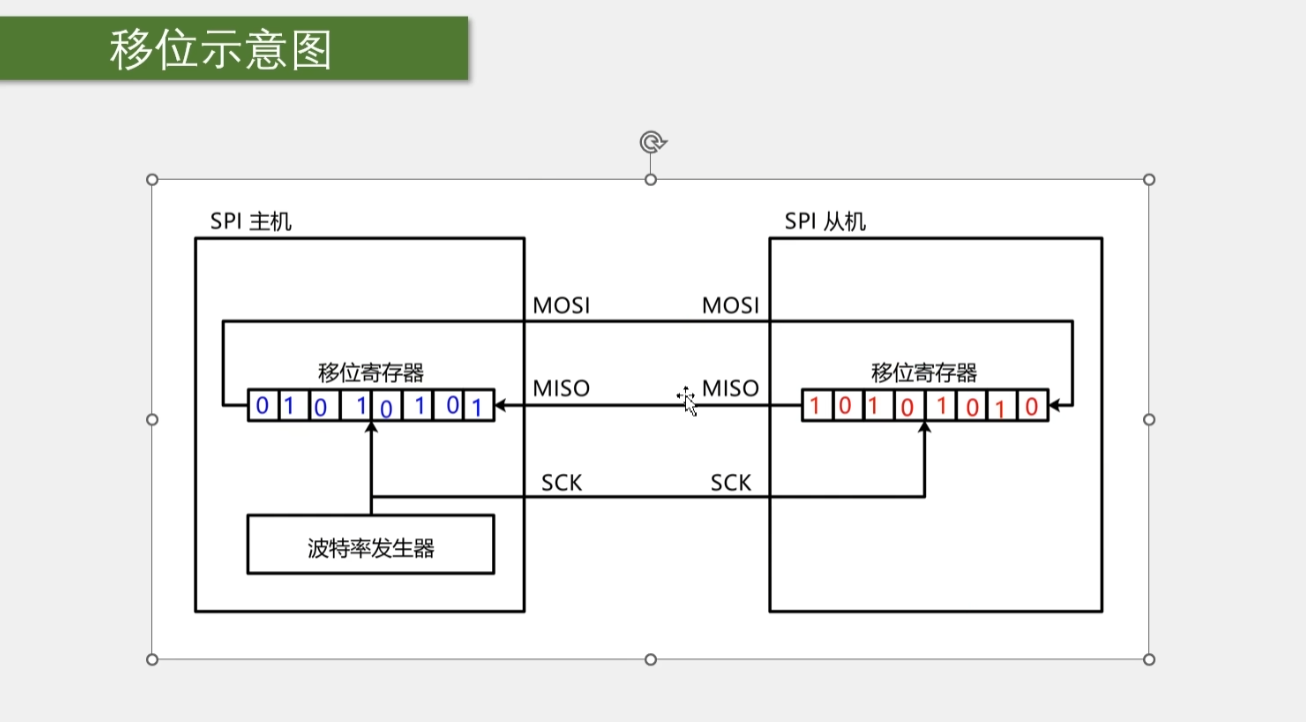 移位示意图
SPI 主机
SPI 从机
MOSI
MOSI
移位寄存器
MISO
MISO
移位寄存器
0 1 0 1 0 1 0 1
1 0 1 0 1 0 1 0
SCK
SCK
波特率发生器